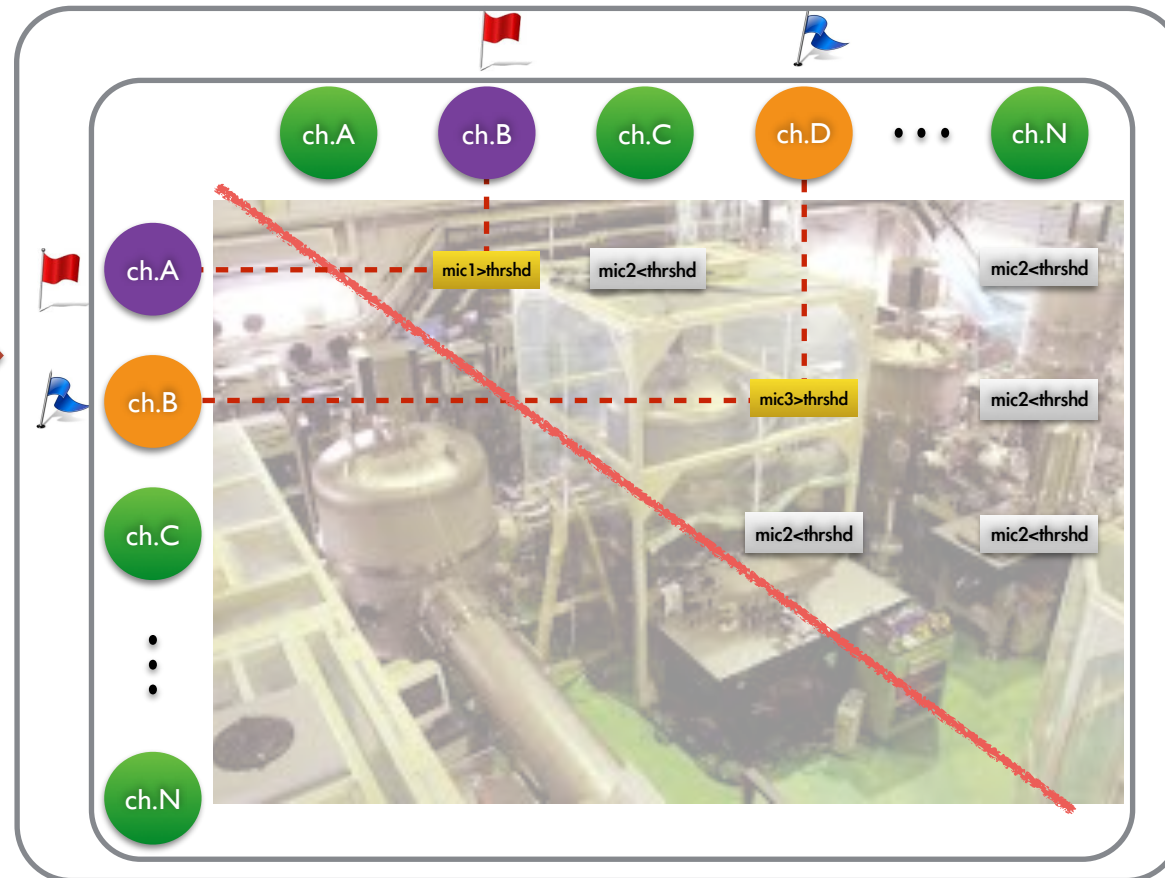 ch.A ch.B ch.C ch.D ... ch.N
ch.A mic1>thrshd mic2<thrshd mic2<thrshd
ch.B mic3>thrshd mic2<thrshd
ch.C mic2<thrshd mic2<thrshd
ch.N